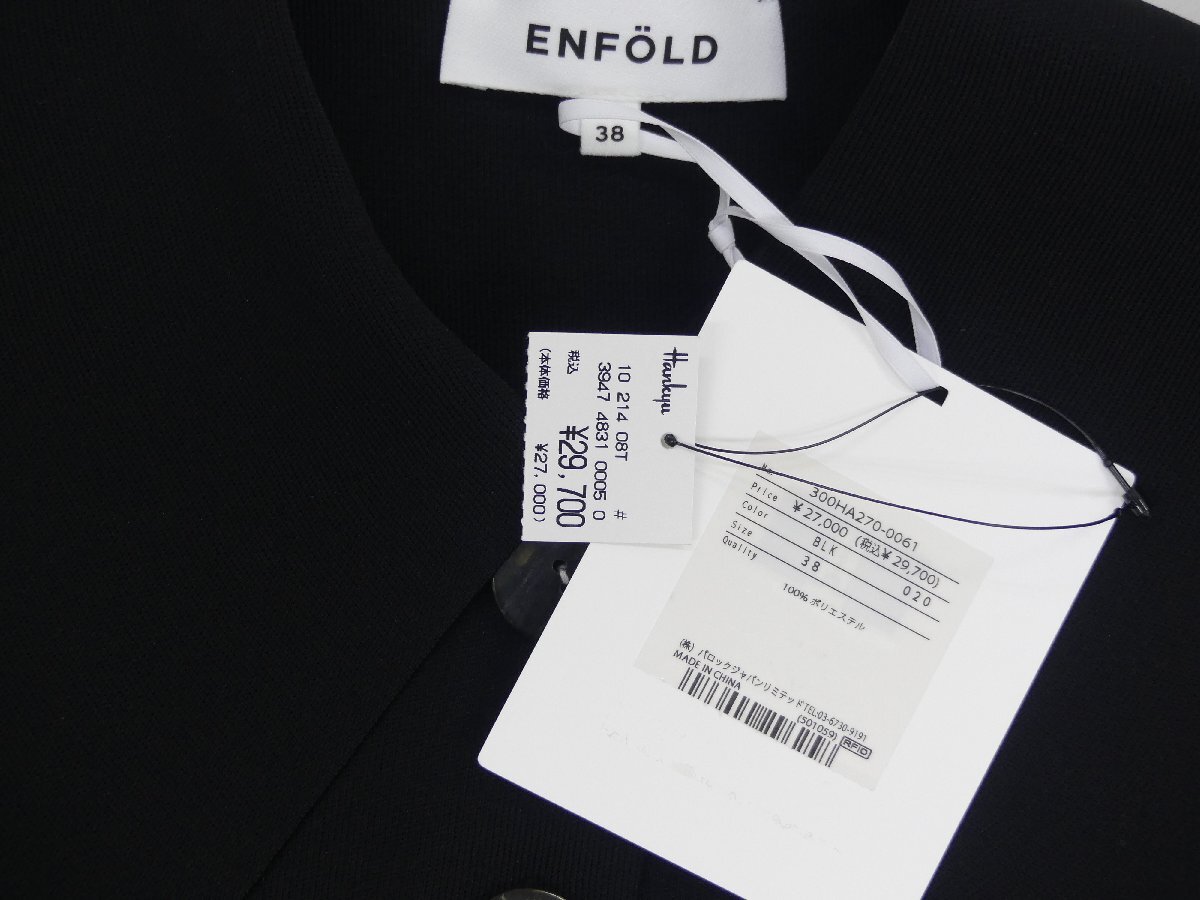 ENFÖLD
38
Hankyu
10 214 08T #
3947 4831 0005 0
税込 ¥29,700
(本体価格 ¥27,000)
No. 300HA270-0061
Price ¥27,000 (税込¥29,700)
Color BLK 020
Size 38
Quality
100% ポリエステル
(株) バロックジャパンリミテッド TEL:03-6730-9191
MADE IN CHINA
(501059) RFID